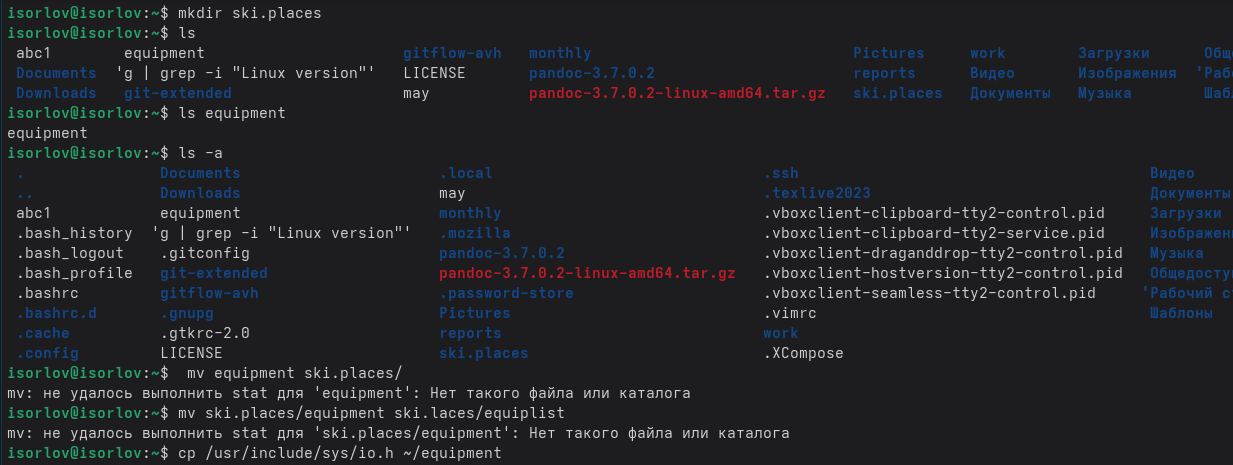 isorlov@isorlov:~$ mkdir ski.places
isorlov@isorlov:~$ ls
abc1 equipment gitflow-avh monthly Pictures work Загрузки Общед
Documents 'g | grep -i "Linux version"' LICENSE pandoc-3.7.0.2 reports Видео Изображения 'Рабо
Downloads git-extended may pandoc-3.7.0.2-linux-amd64.tar.gz ski.places Документы Музыка Шабл
isorlov@isorlov:~$ ls equipment
equipment
isorlov@isorlov:~$ ls -a
. Documents .local .ssh Видео
.. Downloads may .texlive2023 Документы
abc1 equipment monthly .vboxclient-clipboard-tty2-control.pid Загрузки
.bash_history 'g | grep -i "Linux version"' .mozilla .vboxclient-clipboard-tty2-service.pid Изображен
.bash_logout .gitconfig pandoc-3.7.0.2 .vboxclient-draganddrop-tty2-control.pid Музыка
.bash_profile git-extended pandoc-3.7.0.2-linux-amd64.tar.gz .vboxclient-hostversion-tty2-control.pid Общедосту
.bashrc gitflow-avh .password-store .vboxclient-seamless-tty2-control.pid 'Рабочий ст
.bashrc.d .gnupg Pictures .vimrc Шаблоны
.cache .gtkrc-2.0 reports work
.config LICENSE ski.places .XCompose
isorlov@isorlov:~$  mv equipment ski.places/
mv: не удалось выполнить stat для 'equipment': Нет такого файла или каталога
isorlov@isorlov:~$ mv ski.places/equipment ski.laces/equiplist
mv: не удалось выполнить stat для 'ski.places/equipment': Нет такого файла или каталога
isorlov@isorlov:~$ cp /usr/include/sys/io.h ~/equipment